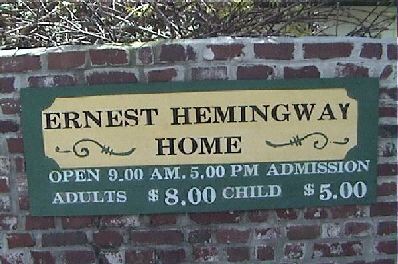 ERNEST HEMINGWAY
HOME
OPEN 9.00 AM. 5.00 PM ADMISSION
ADULTS $8.00 CHILD $5.00